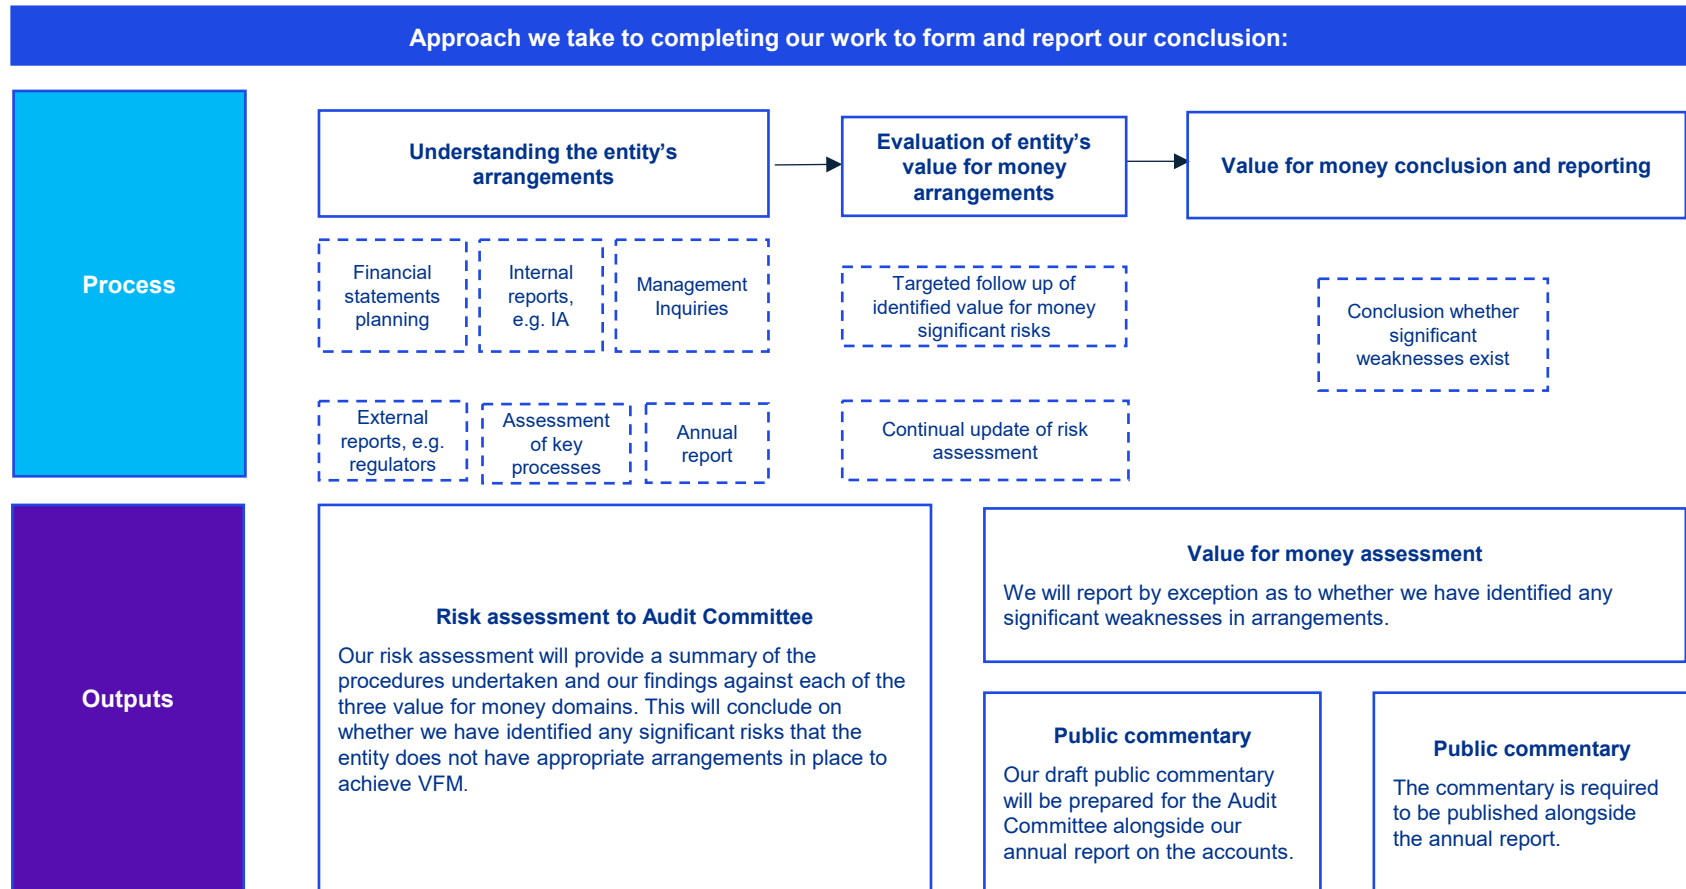 Approach we take to completing our work to form and report our conclusion:
Process
Understanding the entity's
arrangements
Evaluation of entity's
value for money
arrangements
Value for money conclusion and reporting
Financial
statements
planning
Internal
reports,
e.g. IA
Management
Inquiries
Targeted follow up of
identified value for money
significant risks
Conclusion whether
significant
weaknesses exist
External
reports, e.g.
regulators
Assessment
of key
processes
Annual
report
Continual update of risk
assessment
Outputs
Risk assessment to Audit Committee
Our risk assessment will provide a summary of the
procedures undertaken and our findings against each of the
three value for money domains. This will conclude on
whether we have identified any significant risks that the
entity does not have appropriate arrangements in place to
achieve VFM.
Value for money assessment
We will report by exception as to whether we have identified any
significant weaknesses in arrangements.
Public commentary
Our draft public commentary
will be prepared for the Audit
Committee alongside our
annual report on the accounts.
Public commentary
The commentary is required
to be published alongside
the annual report.